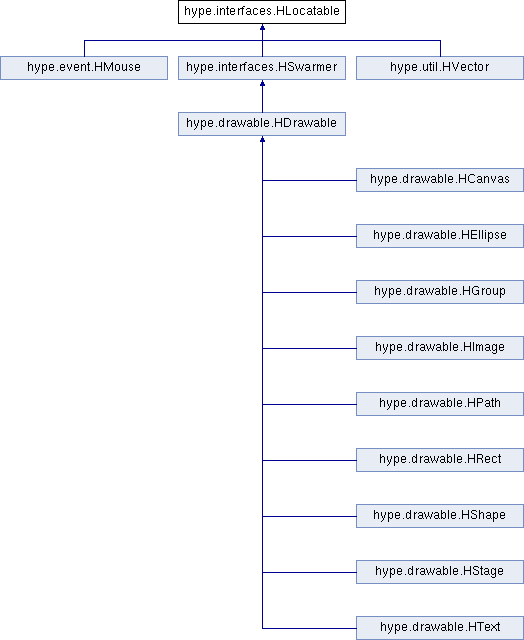 hype.interfaces.HLocatable
hype.event.HMouse
hype.interfaces.HSwarmer
hype.util.HVector
hype.drawable.HDrawable
hype.drawable.HCanvas
hype.drawable.HEllipse
hype.drawable.HGroup
hype.drawable.HImage
hype.drawable.HPath
hype.drawable.HRect
hype.drawable.HShape
hype.drawable.HStage
hype.drawable.HText